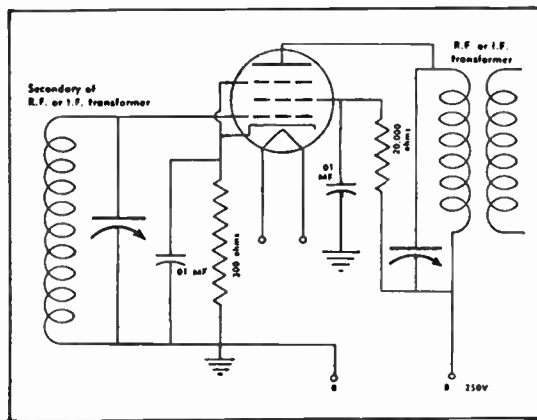 R.F. or I.F.
transformer
Secondary of
R.F. or I.F. transformer
.01
MF
20,000 ohms
.01 MF
300 ohms
B 250V